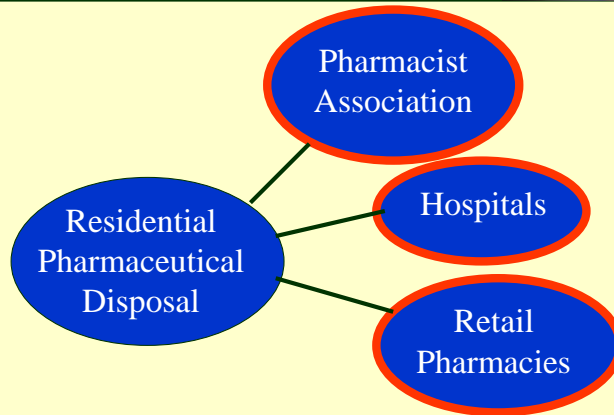 Pharmacist
Association
Hospitals
Residential
Pharmaceutical
Disposal
Retail
Pharmacies